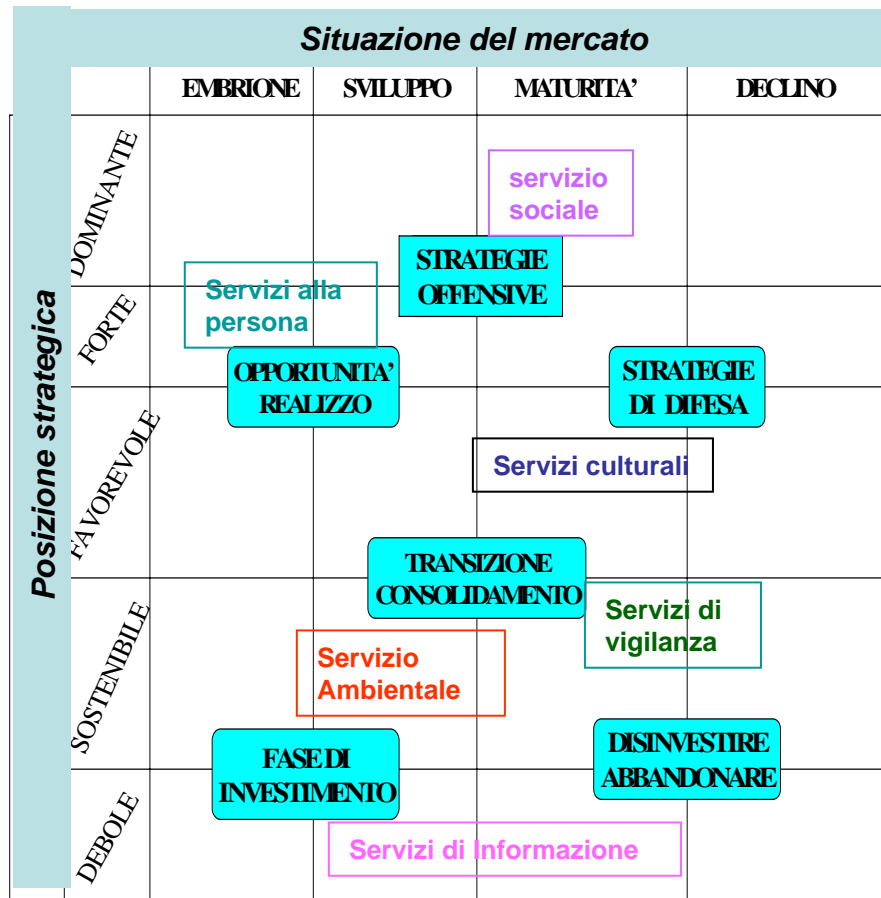 Situazione del mercato
EMBRIONE SVILUPPO MATURITA' DECLINO
Posizione strategica
DOMINANTE
servizio
sociale
STRATEGIE
OFFENSIVE
FORTE
Servizi alla
persona
OPPORTUNITA'
REALIZZO
STRATEGIE
DI DIFESA
FAVOREVOLE
Servizi culturali
TRANSIZIONE
CONSOLIDAMENTO
SOSTENIBILE
Servizi di
vigilanza
Servizio
Ambientale
FASE DI
INVESTIMENTO
DISINVESTIRE
ABBANDONARE
DEBOLE
Servizi di Informazione